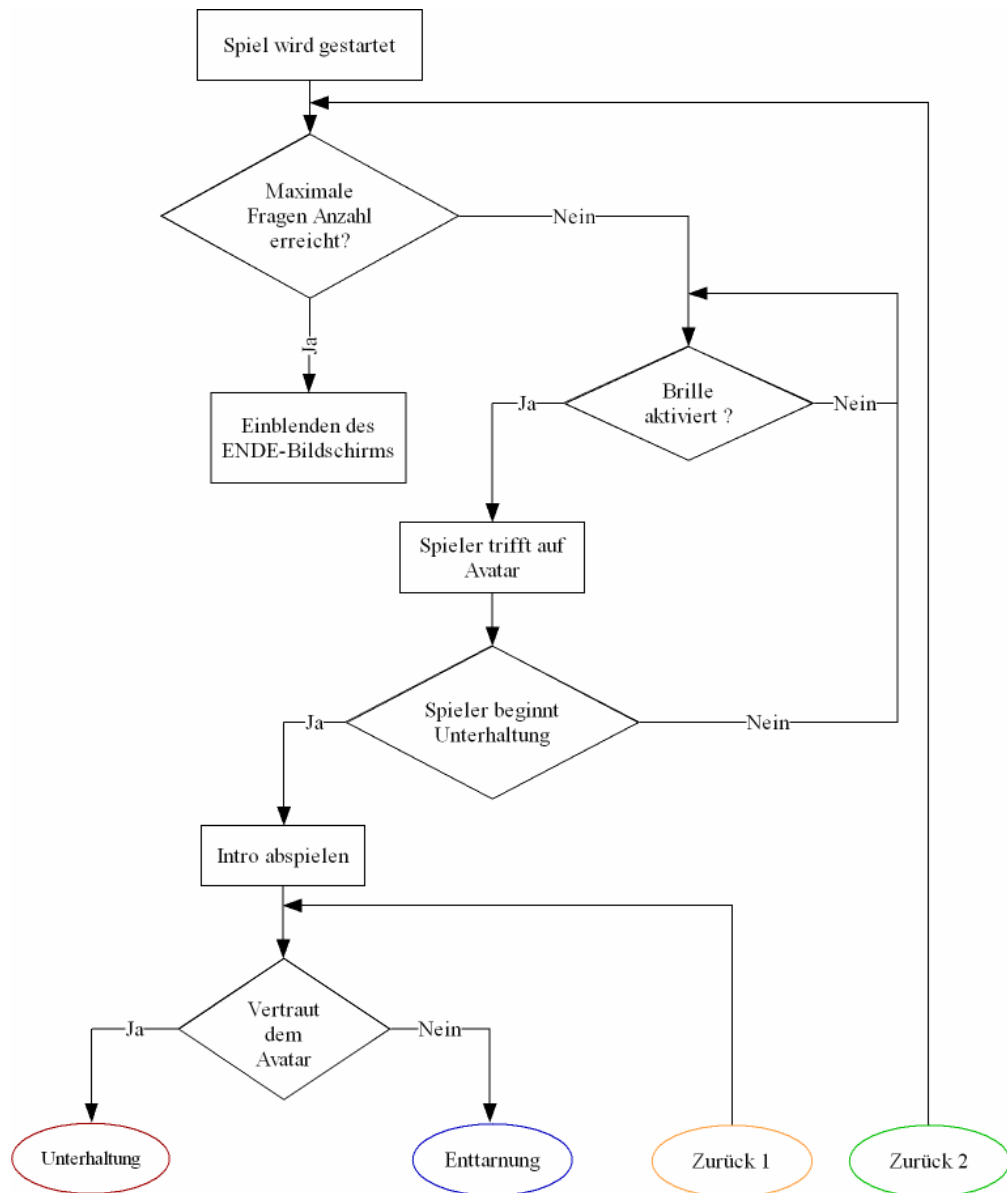 Spiel wird gestartet
Maximale
Fragen Anzahl
erreicht?
Nein
Ja
Einblenden des
ENDE-Bildschirms
Brille
aktiviert ?
Ja
Nein
Spieler trifft auf
Avatar
Spieler beginnt
Unterhaltung
Ja
Nein
Intro abspielen
Vertraut
dem
Avatar
Ja
Nein
Unterhaltung
Enttarnung
Zurück 1
Zurück 2